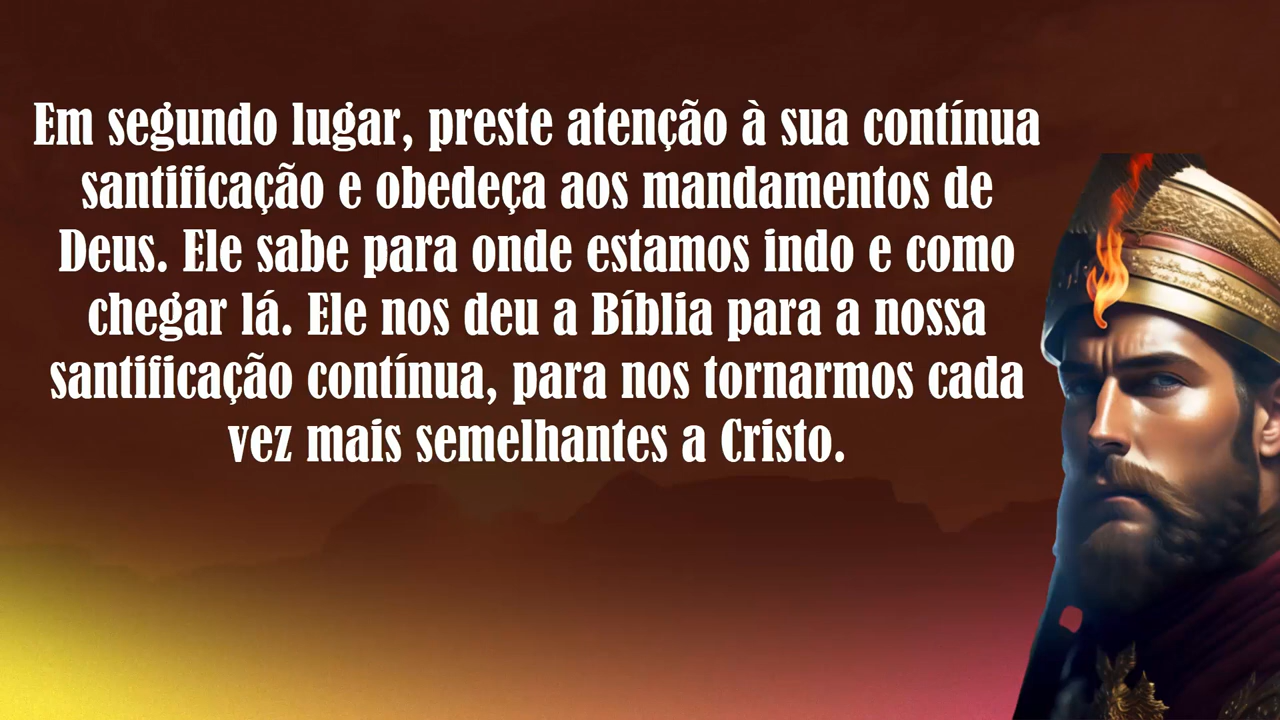 Em segundo lugar, preste atenção à sua contínua
santificação e obedeça aos mandamentos de
Deus. Ele sabe para onde estamos indo e como
chegar lá. Ele nos deu a Bíblia para a nossa
santificação contínua, para nos tornarmos cada
vez mais semelhantes a Cristo.